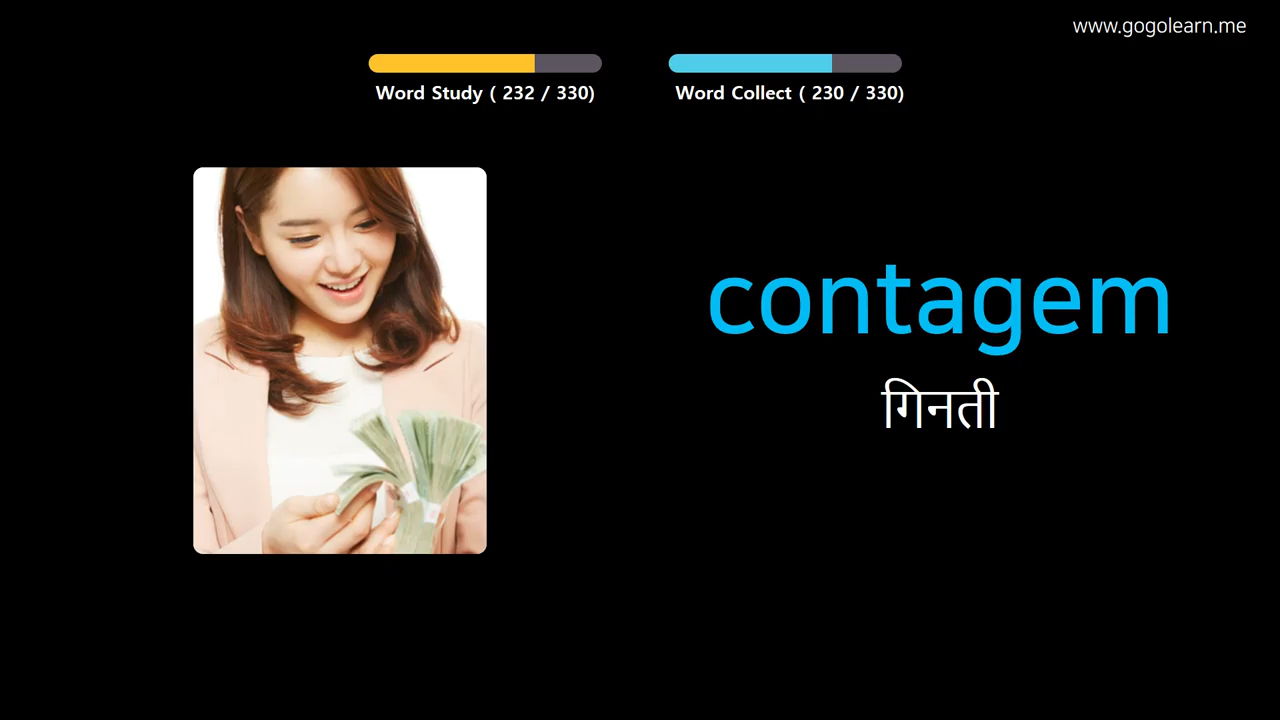 www.gogolearn.me
Word Study ( 232 / 330)
Word Collect ( 230 / 330)
contagem
गिनती